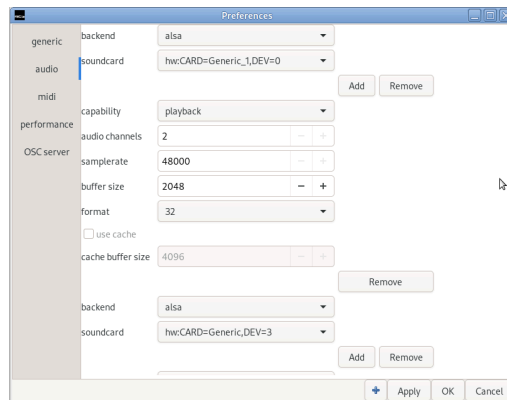 Preferences
generic
audio
midi
performance
OSC server
backend alsa
soundcard hw:CARD=Generic_1,DEV=0
Add Remove
capability playback
audio channels 2
samplerate 48000
buffer size 2048
format 32
use cache
cache buffer size 4096
Remove
backend alsa
soundcard hw:CARD=Generic,DEV=3
Add Remove
Apply OK Cancel